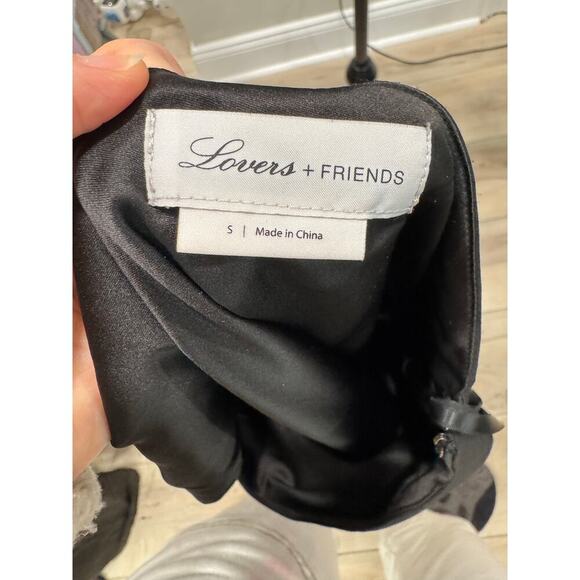 Lovers + FRIENDS
S | Made in China